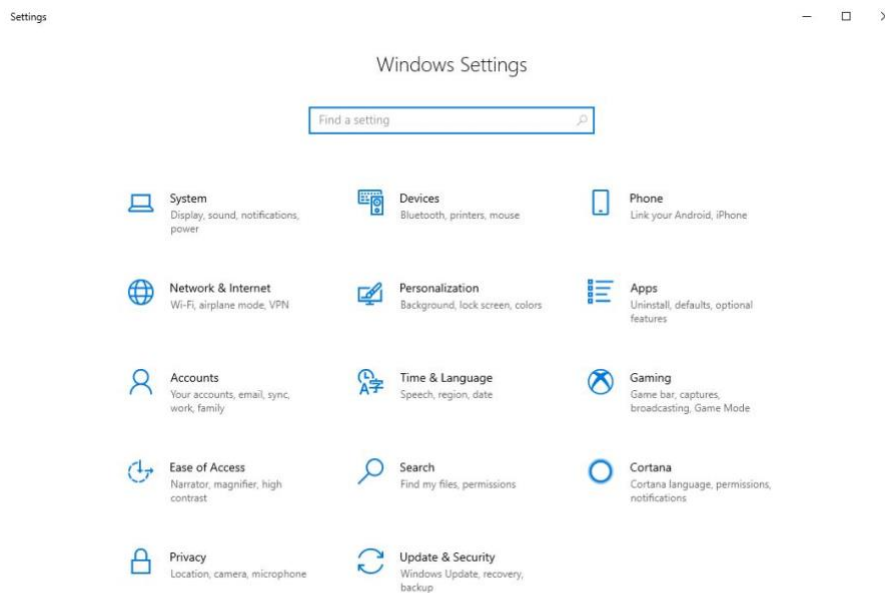 Settings
Windows Settings
Find a setting
System
Display, sound, notifications,
power
Devices
Bluetooth, printers, mouse
Phone
Link your Android, iPhone
Network & Internet
Wi-Fi, airplane mode, VPN
Personalization
Background, lock screen, colors
Apps
Uninstall, defaults, optional
features
Accounts
Your accounts, email, sync,
work, family
Time & Language
Speech, region, date
Gaming
Game bar, captures,
broadcasting, Game Mode
Ease of Access
Narrator, magnifier, high
contrast
Search
Find my files, permissions
Cortana
Cortana language, permissions,
notifications
Privacy
Location, camera, microphone
Update & Security
Windows Update, recovery,
backup